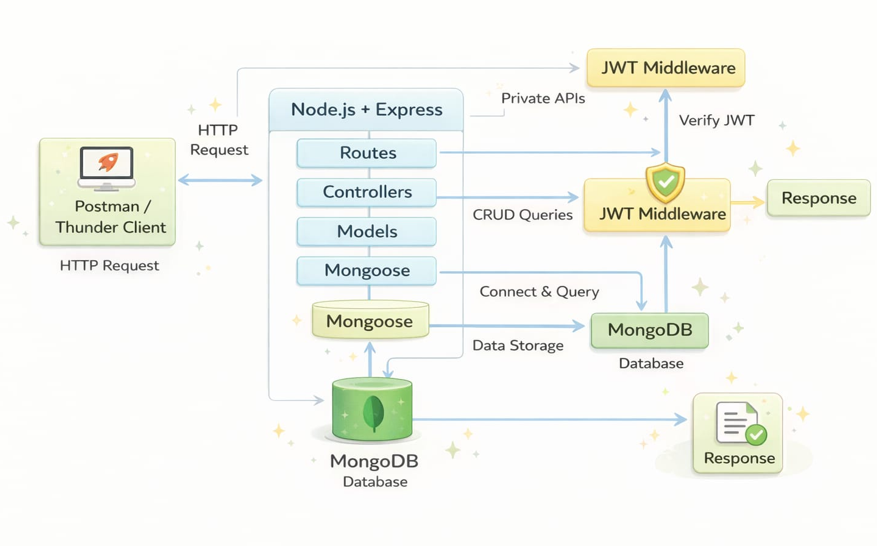 JWT Middleware
Node.js + Express
Private APIs
HTTP
Request
Verify JWT
Routes
Postman /
Thunder Client
HTTP Request
Controllers
CRUD Queries
JWT Middleware
Response
Models
Mongoose
Connect & Query
Mongoose
Data Storage
MongoDB
Database
MongoDB
Database
Response